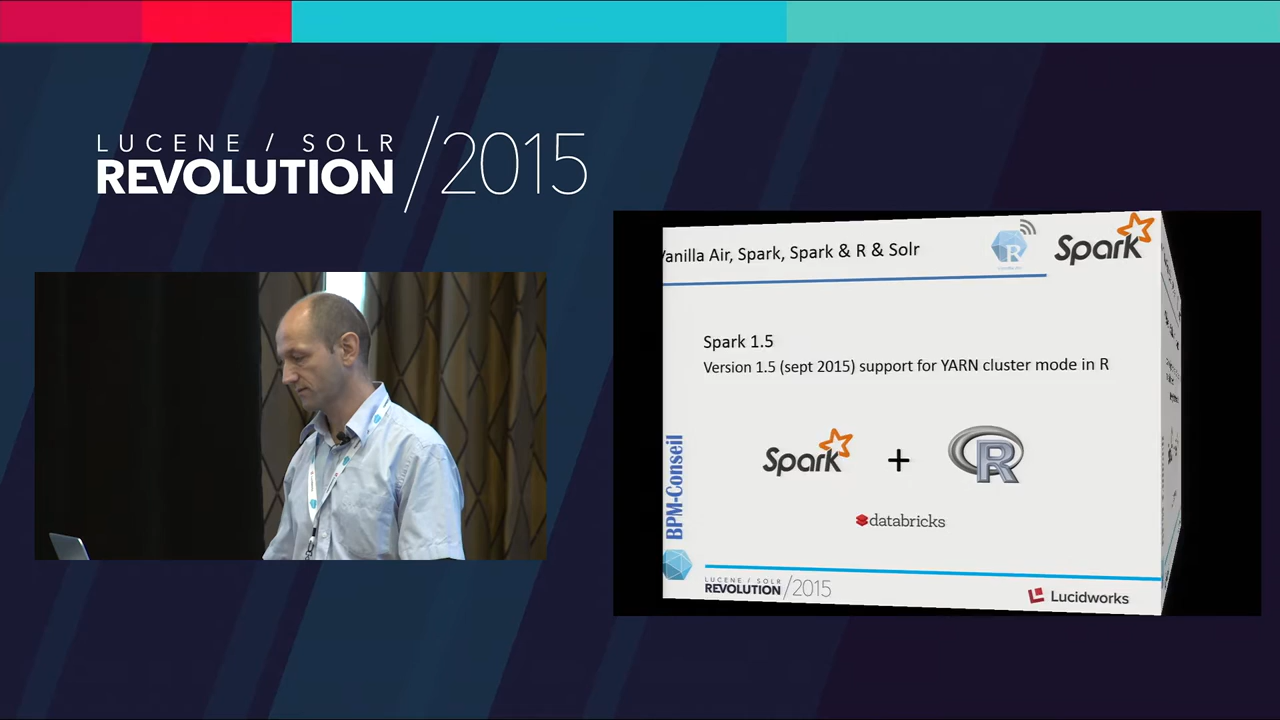 LUCENE / SOLR
REVOLUTION /2015
Vanilla Air, Spark, Spark & R & Solr
R
Spark
Spark 1.5
Version 1.5 (sept 2015) support for YARN cluster mode in R
Spark + R
databricks
BPM-Conseil
LUCENE / SOLR
REVOLUTION /2015
Lucidworks